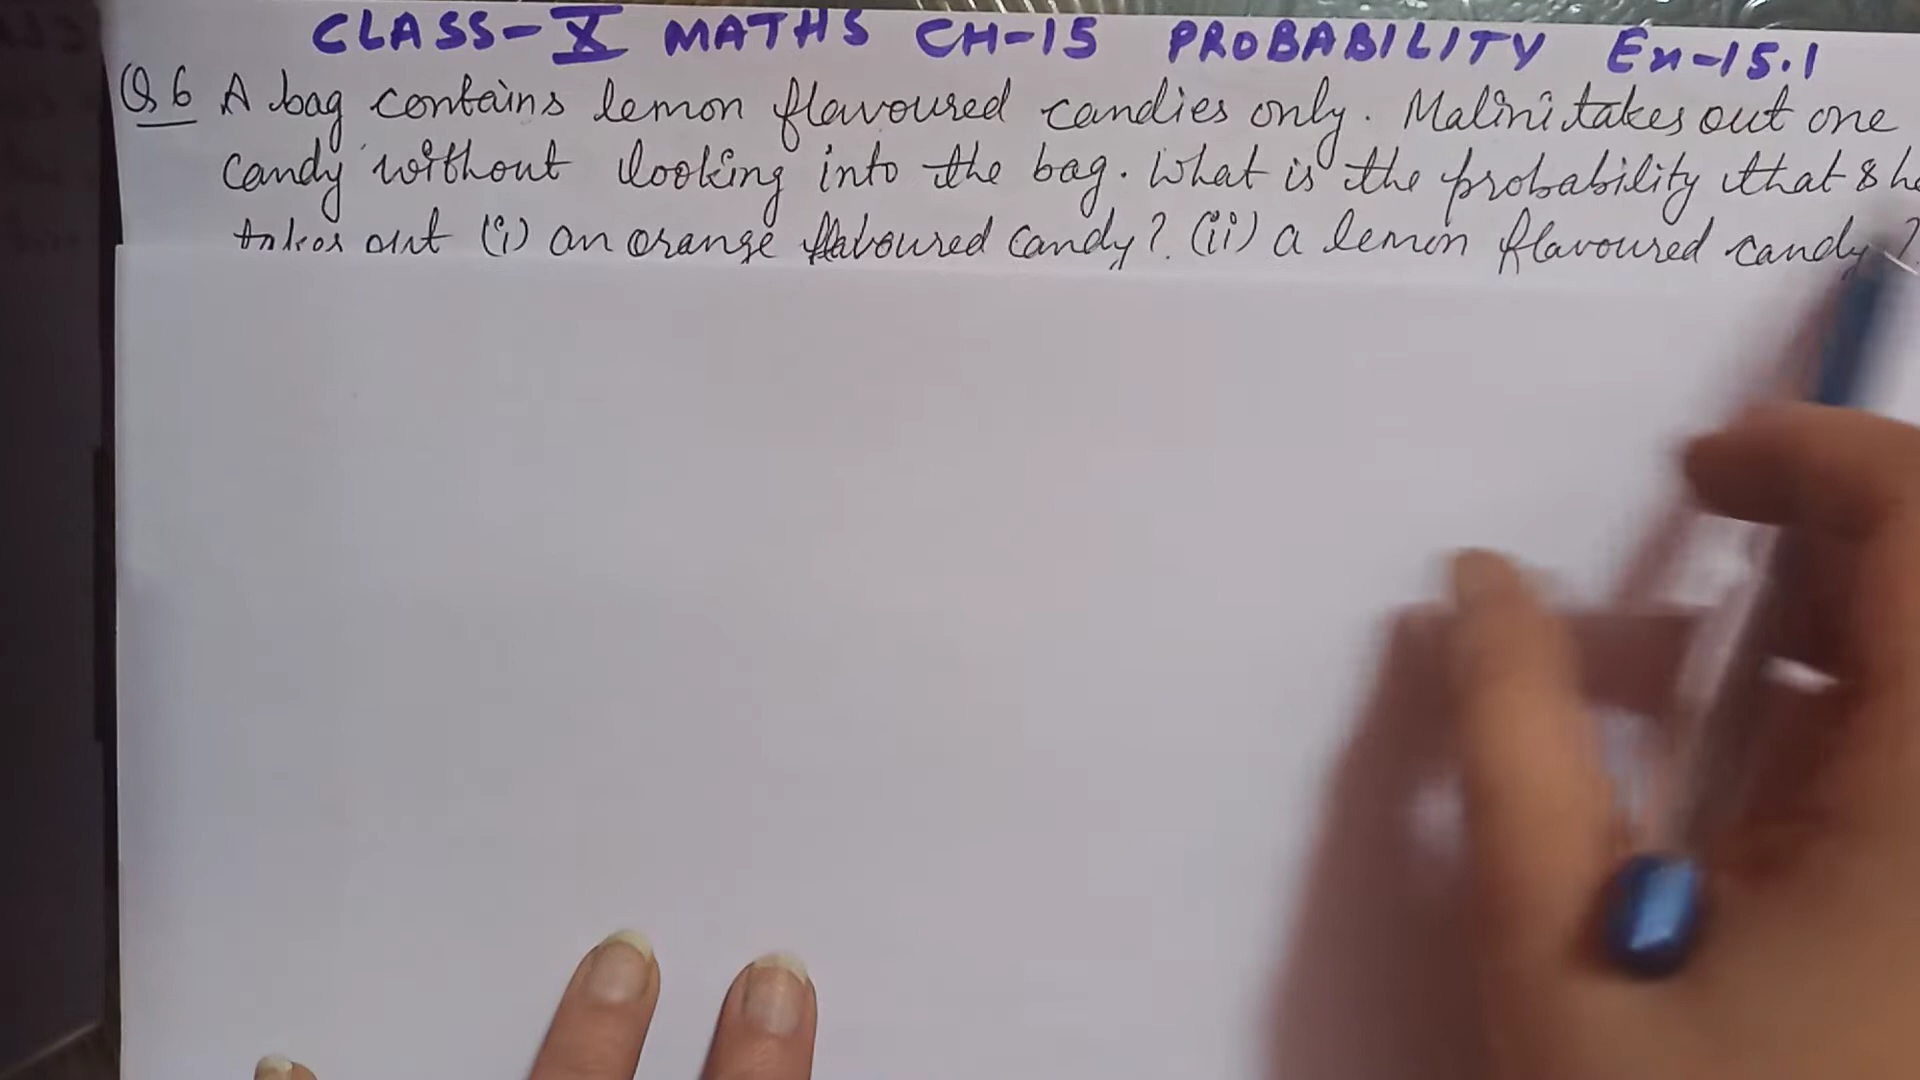 CLASS-X MATHS CH-15 PROBABILITY Ex-15.1
Q6 A bag contains lemon flavoured candies only. Malini takes out one
candy without looking into the bag. What is the probability that she
takes out (i) an orange flavoured candy? (ii) a lemon flavoured candy?